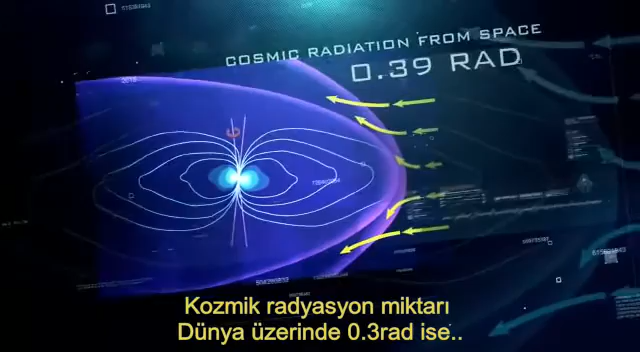 COSMIC RADIATION FROM SPACE
0.39 RAD
Kozmik radyasyon miktarı
Dünya üzerinde 0.3rad ise..